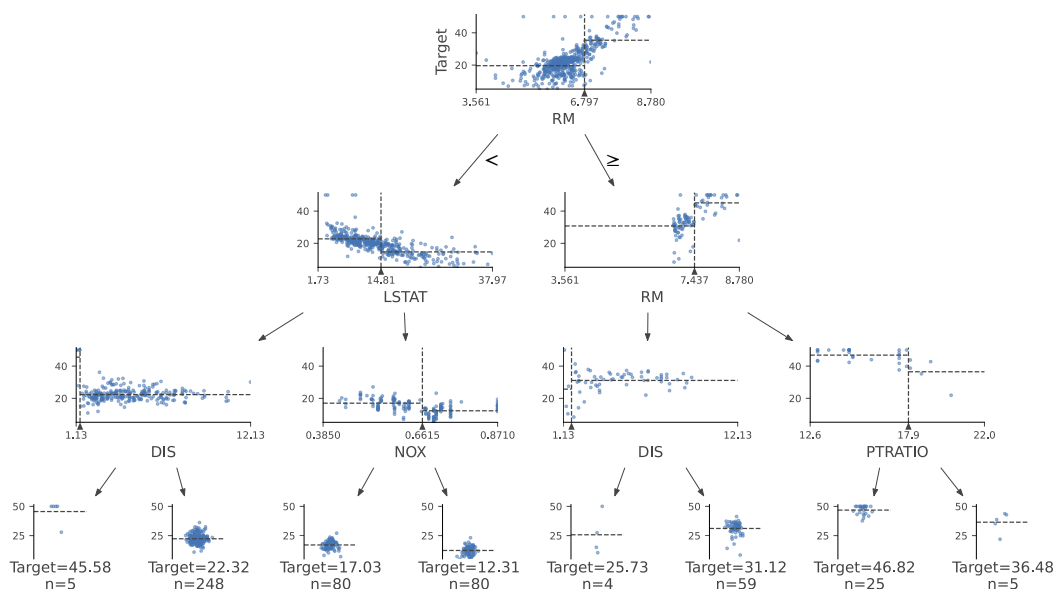 Target
40
20
3.561 6.797 8.780
RM
< ≥
40
20
1.73 14.81 37.97
LSTAT
40
20
3.561 7.437 8.780
RM
40
20
1.13 12.13
DIS
40
20
0.3850 0.6615 0.8710
NOX
40
20
1.13 12.13
DIS
40
20
12.6 17.9 22.0
PTRATIO
50
25
Target=45.58
n=5
50
25
Target=22.32
n=248
50
25
Target=17.03
n=80
50
25
Target=12.31
n=80
50
25
Target=25.73
n=4
50
25
Target=31.12
n=59
50
25
Target=46.82
n=25
50
25
Target=36.48
n=5